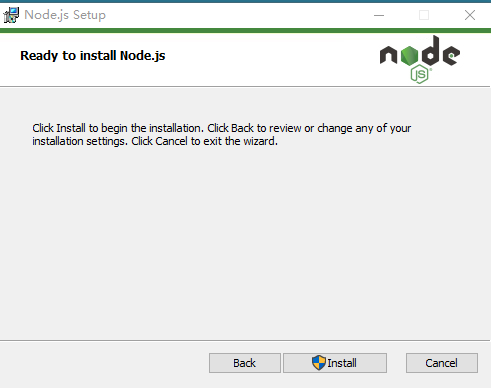 Node.js Setup
Ready to install Node.js
node
JS
Click Install to begin the installation. Click Back to review or change any of your
installation settings. Click Cancel to exit the wizard.
Back
Install
Cancel